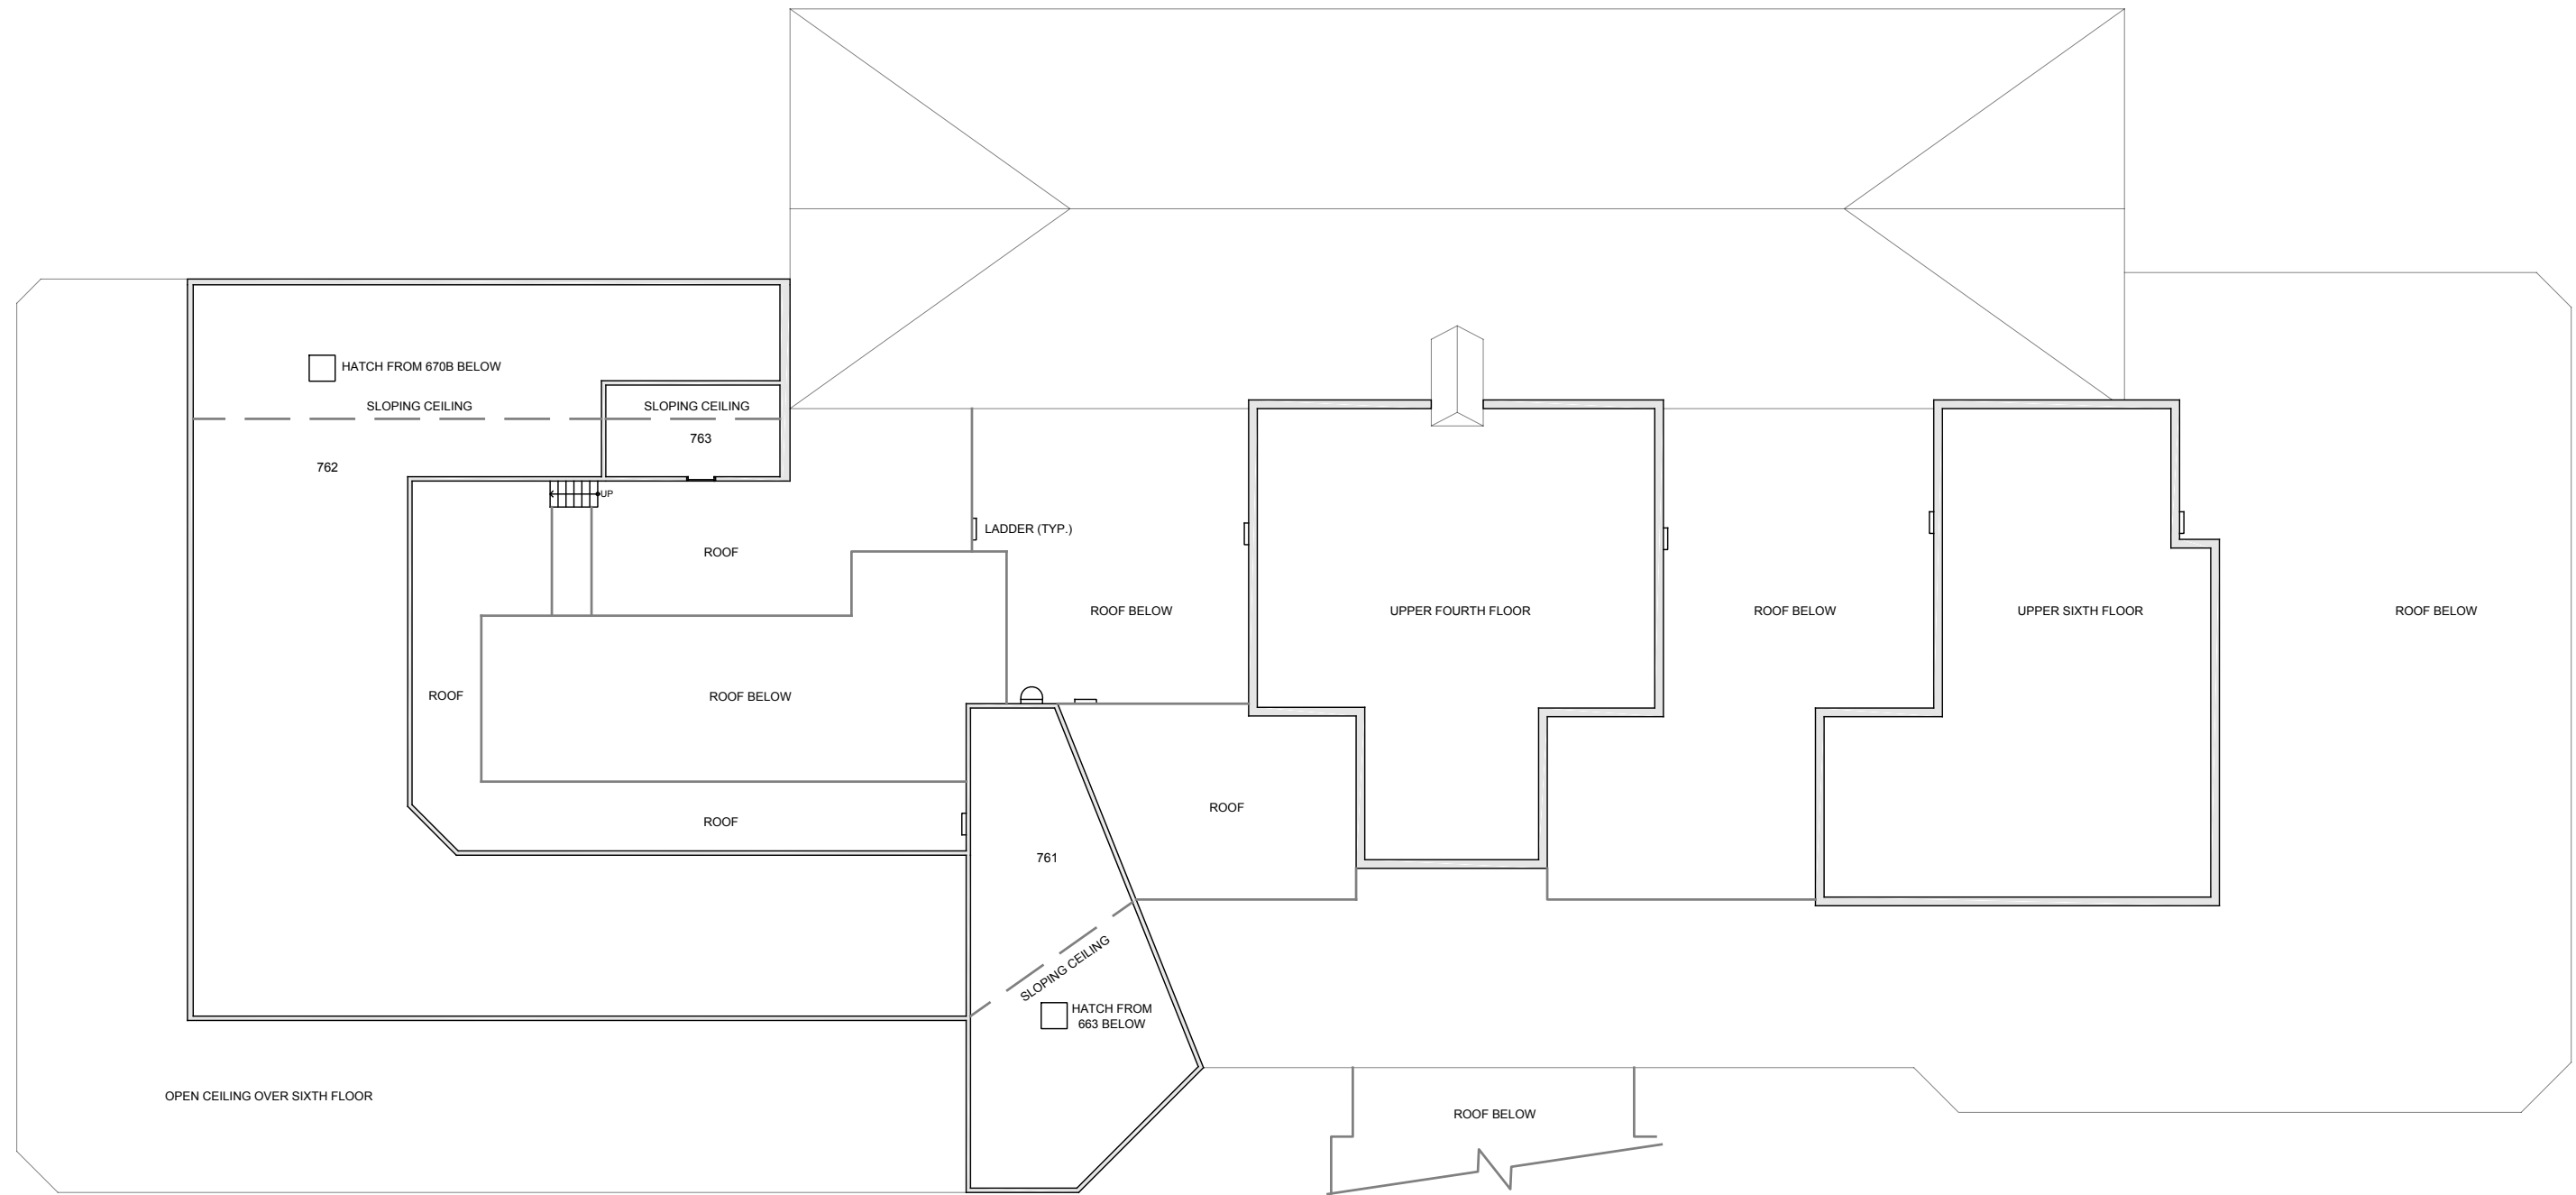 HATCH FROM 670B BELOW
SLOPING CEILING
SLOPING CEILING
763
762
UP
LADDER (TYP.)
ROOF
ROOF BELOW
UPPER FOURTH FLOOR
ROOF BELOW
UPPER SIXTH FLOOR
ROOF BELOW
ROOF
ROOF BELOW
ROOF
ROOF
761
SLOPING CEILING
HATCH FROM
663 BELOW
OPEN CEILING OVER SIXTH FLOOR
ROOF BELOW